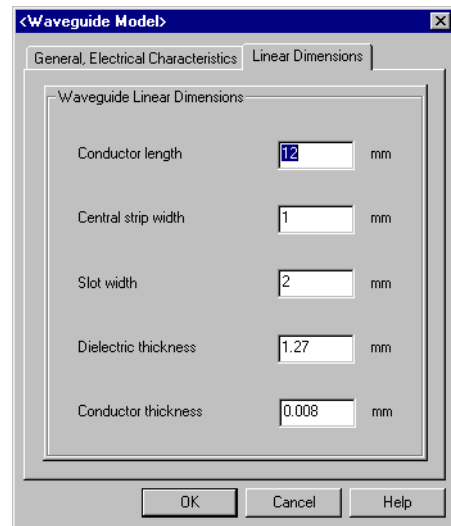 <Waveguide Model>
General, Electrical Characteristics Linear Dimensions
Waveguide Linear Dimensions
Conductor length 12 mm
Central strip width 1 mm
Slot width 2 mm
Dielectric thickness 1.27 mm
Conductor thickness 0.008 mm
OK Cancel Help